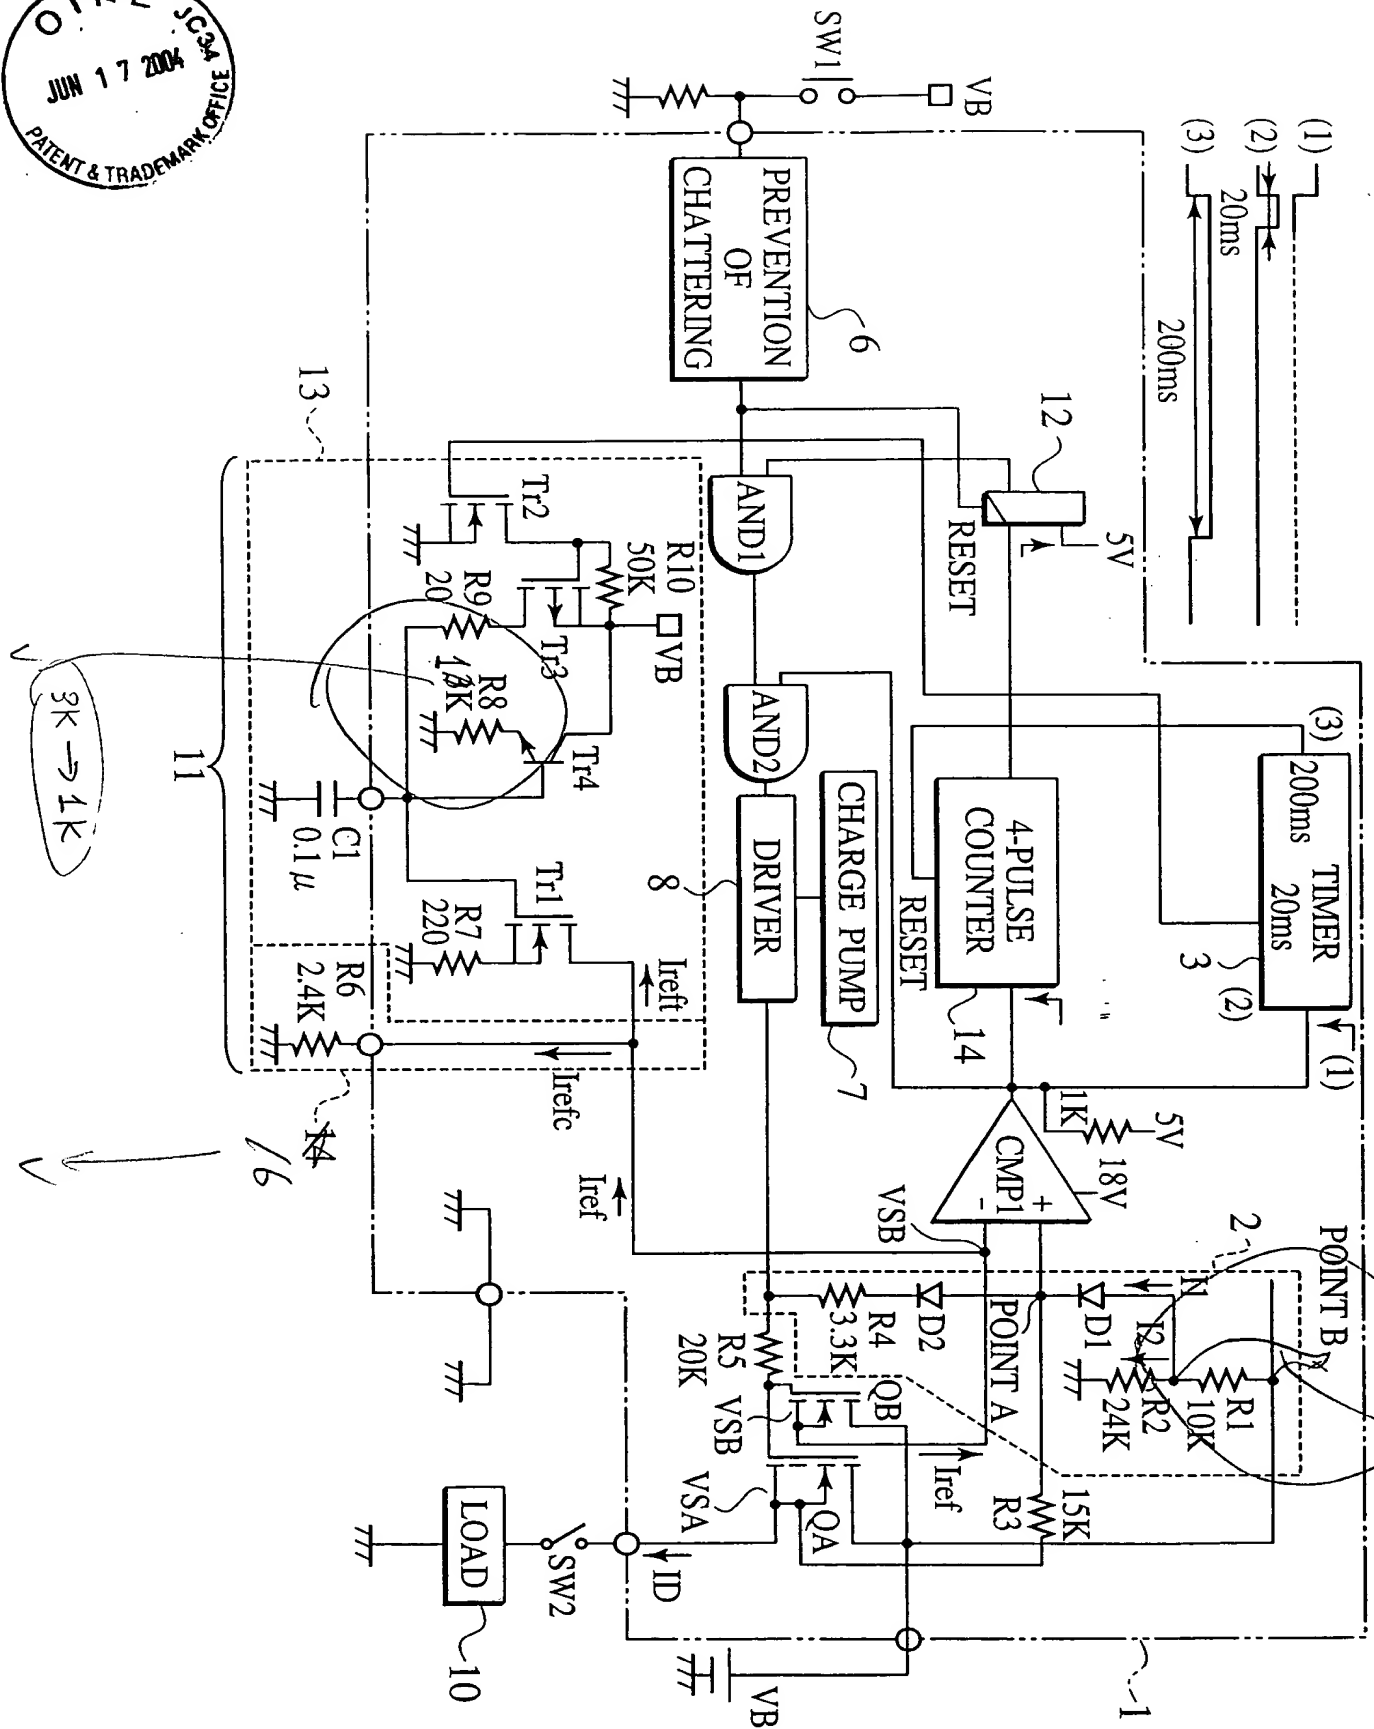 OIPE JC34
JUN 17 2004
PATENT & TRADEMARK OFFICE
(1)
(2)
(3)
20ms
200ms
SW1
VB
PREVENTION
OF
CHATTERING
6
12
5V
RESET
AND1
AND2
(3)
200ms
TIMER
20ms
3
(2)
(1)
4-PULSE
COUNTER
RESET
14
CHARGE PUMP
7
DRIVER
8
5V
1K
18V
CMP1
+
-
VSB
2
POINT B
I1
I2
R1
10K
R2
24K
D1
POINT A
D2
R4
3.3K
R5
20K
QB
VSB
Iref
R3
15K
QA
VSA
ID
SW2
LOAD
10
VB
1
13
Tr2
R10
50K
VB
Tr3
R9
20
R8
Tr4
C1
0.1μ
Tr1
R7
220
Ireft
R6
2.4K
Irefc
Iref
11
14
16
3K→1K